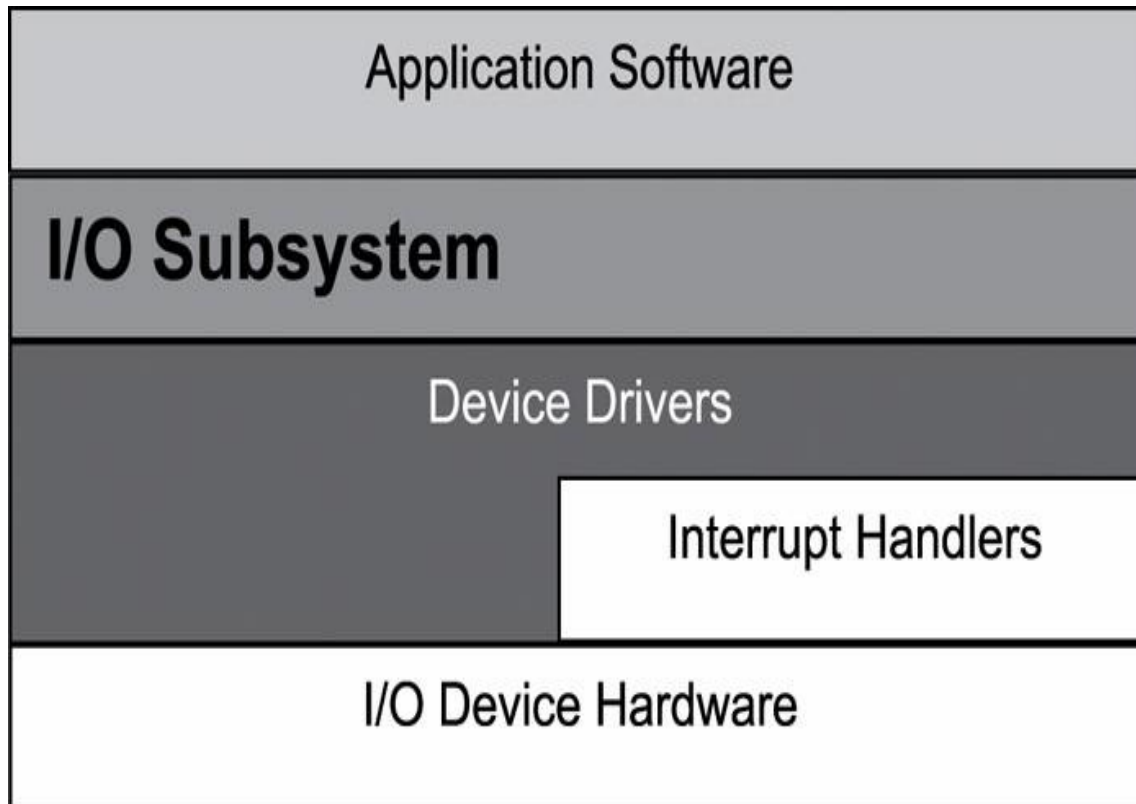 Application Software
I/O Subsystem
Device Drivers
Interrupt Handlers
I/O Device Hardware